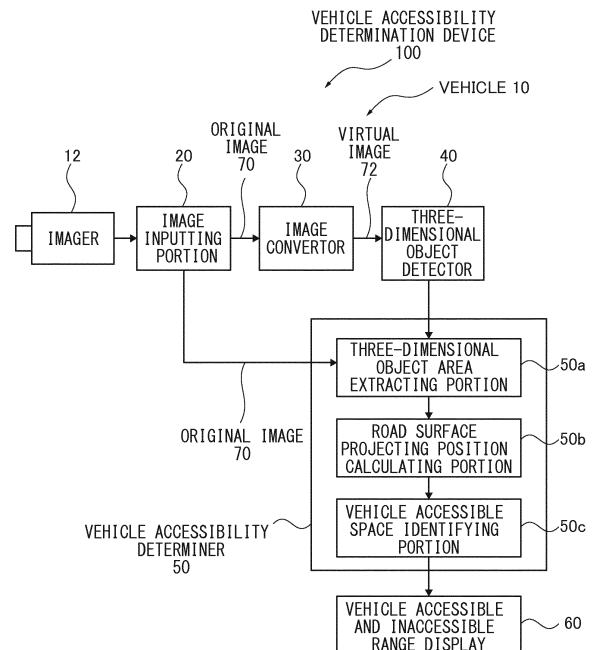 VEHICLE ACCESSIBILITY
DETERMINATION DEVICE
100
VEHICLE 10
ORIGINAL
IMAGE
70
VIRTUAL
IMAGE
72
12
20
30
40
IMAGER
IMAGE
INPUTTING
PORTION
IMAGE
CONVERTOR
THREE-
DIMENSIONAL
OBJECT
DETECTOR
THREE-DIMENSIONAL
OBJECT AREA
EXTRACTING PORTION
50a
ORIGINAL IMAGE
70
ROAD SURFACE
PROJECTING POSITION
CALCULATING PORTION
50b
VEHICLE ACCESSIBILITY
DETERMINER
50
VEHICLE ACCESSIBLE
SPACE IDENTIFYING
PORTION
50c
VEHICLE ACCESSIBLE
AND INACCESSIBLE
RANGE DISPLAY
60